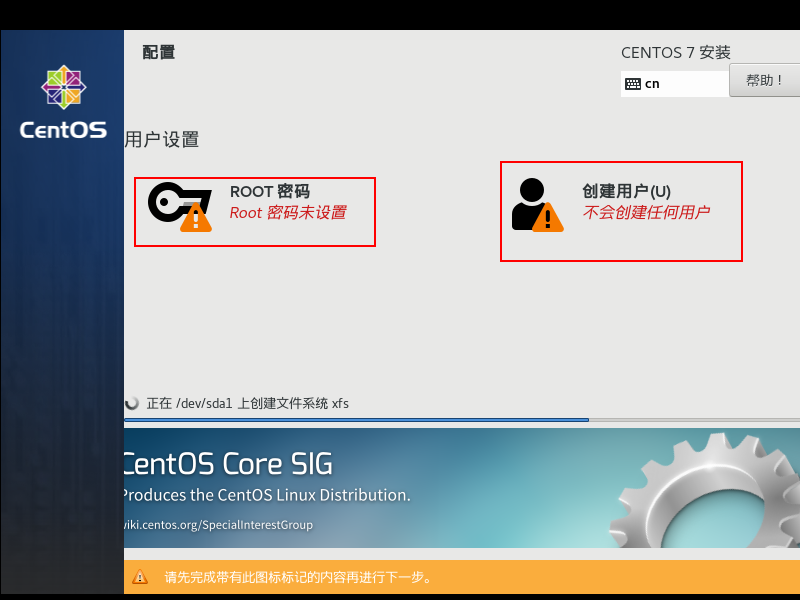 配置
CENTOS 7 安装
cn
帮助！
CentOS
用户设置
ROOT 密码
Root 密码未设置
创建用户(U)
不会创建任何用户
正在 /dev/sda1 上创建文件系统 xfs
CentOS Core SIG
Produces the CentOS Linux Distribution.
wiki.centos.org/SpecialInterestGroup
请先完成带有此图标标记的内容再进行下一步。